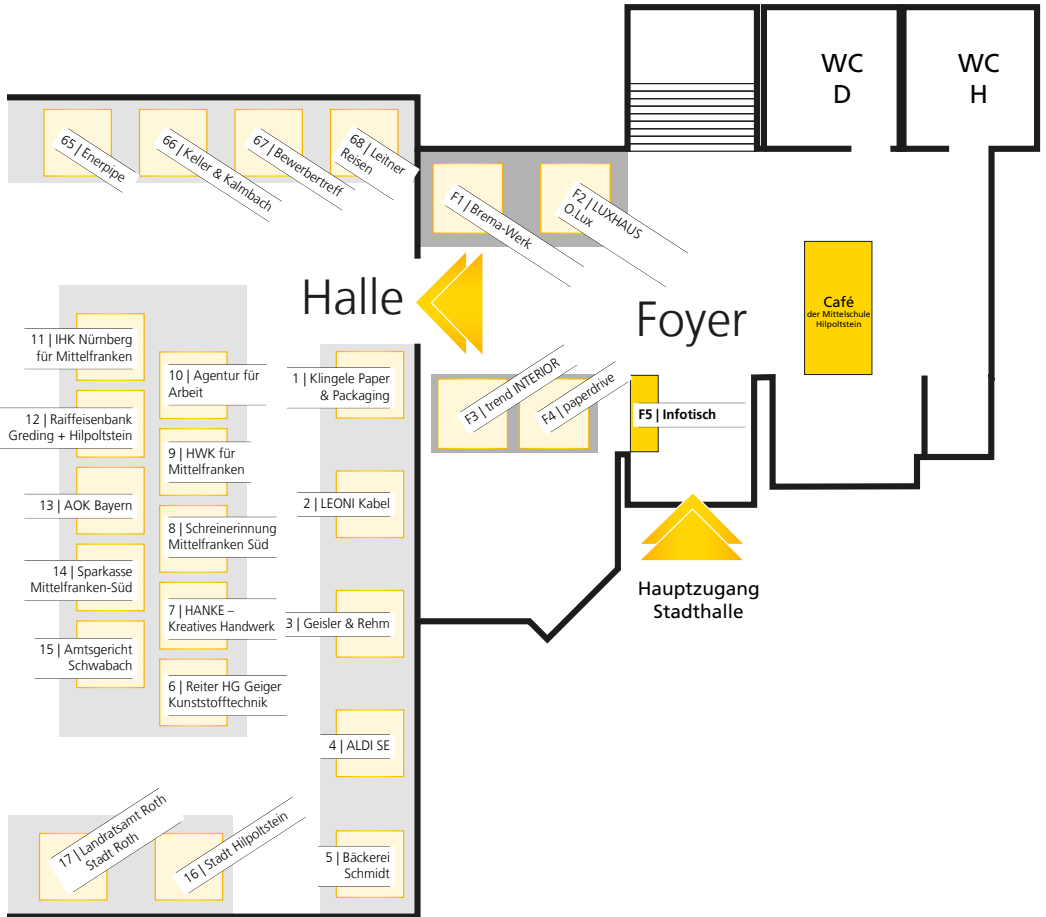 WC
D
WC
H
65 | Enerpipe
66 | Keller & Kalmbach
67 | Bewerbertreff
68 | Leitner
Reisen
F1 | Brema-Werk
F2 | LUXHAUS
O.Lux
Halle
Foyer
Café
der Mittelschule
Hilpoltstein
11 | IHK Nürnberg
für Mittelfranken
10 | Agentur für
Arbeit
1 | Klingele Paper
& Packaging
F3 | trend INTERIOR
F4 | paperdrive
F5 | Infotisch
12 | Raiffeisenbank
Greding + Hilpoltstein
9 | HWK für
Mittelfranken
13 | AOK Bayern
2 | LEONI Kabel
8 | Schreinerinnung
Mittelfranken Süd
14 | Sparkasse
Mittelfranken-Süd
Hauptzugang
Stadthalle
7 | HANKE –
Kreatives Handwerk
3 | Geisler & Rehm
15 | Amtsgericht
Schwabach
6 | Reiter HG Geiger
Kunststofftechnik
4 | ALDI SE
17 | Landratsamt Roth
Stadt Roth
16 | Stadt Hilpoltstein
5 | Bäckerei
Schmidt